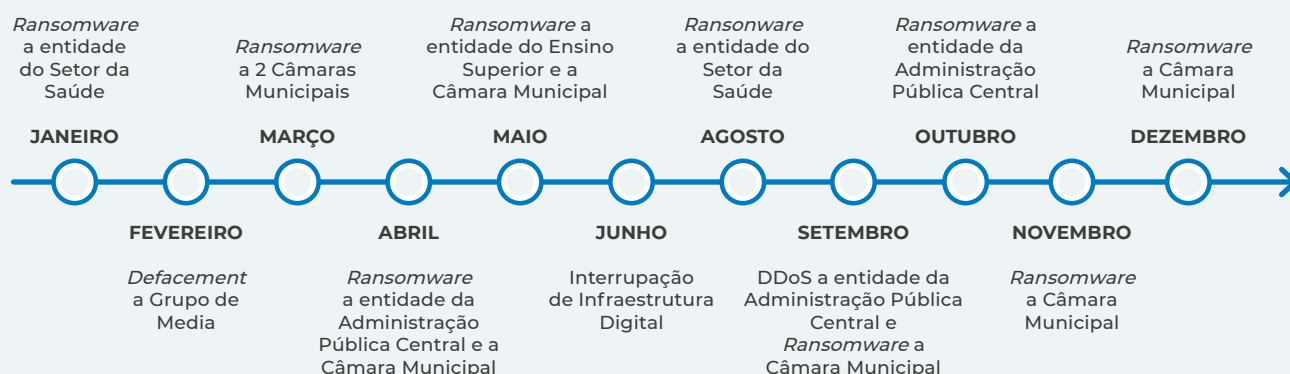 Ransomware
a entidade
do Setor da
Saúde
JANEIRO
FEVEREIRO
Defacement
a Grupo de
Media
Ransomware
a 2 Câmaras
Municipais
MARÇO
ABRIL
Ransomware
a entidade da
Administração
Pública Central e a
Câmara Municipal
Ransomware a
entidade do Ensino
Superior e a
Câmara Municipal
MAIO
JUNHO
Interrupação
de Infraestrutura
Digital
Ransonware
a entidade do
Setor da
Saúde
AGOSTO
SETEMBRO
DDoS a entidade da
Administração Pública
Central e
Ransomware a
Câmara Municipal
Ransomware a
entidade da
Administração
Pública Central
OUTUBRO
NOVEMBRO
Ransomware
a Câmara
Municipal
Ransomware
a Câmara
Municipal
DEZEMBRO